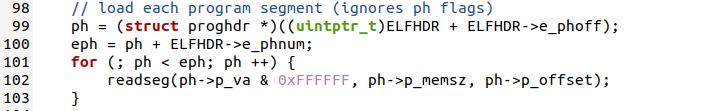 98 // load each program segment (ignores ph flags)
99 ph = (struct proghdr *)((uintptr_t)ELFHDR + ELFHDR->e_phoff);
100 eph = ph + ELFHDR->e_phnum;
101 for (; ph < eph; ph ++) {
102 readseg(ph->p_va & 0xFFFFFF, ph->p_memsz, ph->p_offset);
103 }